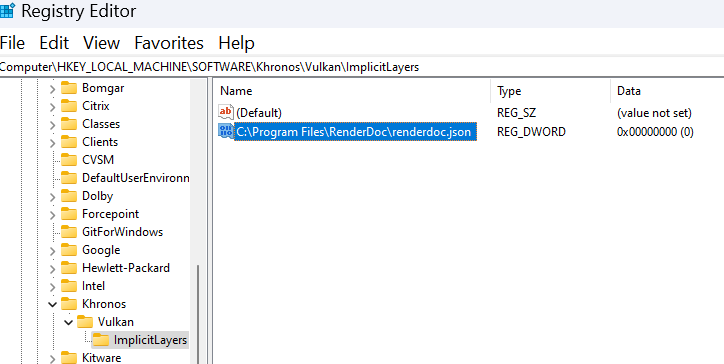 Registry Editor
File Edit View Favorites Help
Computer\HKEY_LOCAL_MACHINE\SOFTWARE\Khronos\Vulkan\ImplicitLayers
Bomgar
Citrix
Classes
Clients
CVSM
DefaultUserEnvironn
Dolby
Forcepoint
GitForWindows
Google
Hewlett-Packard
Intel
Khronos
Vulkan
ImplicitLayers
Kitware
Name Type Data
ab (Default) REG_SZ (value not set)
C:\Program Files\RenderDoc\renderdoc.json REG_DWORD 0x00000000 (0)